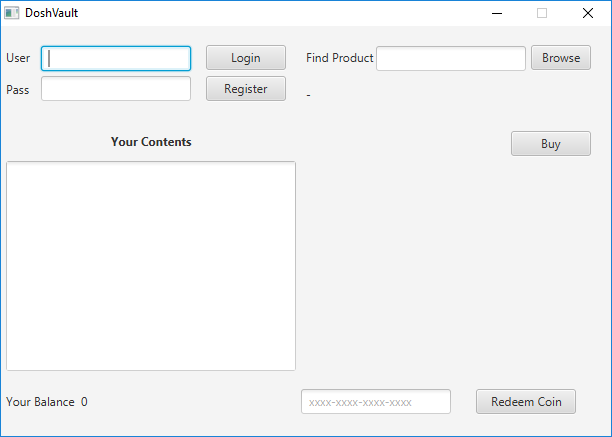 DoshVault
User Login Find Product Browse
Pass Register -
Your Contents Buy
Your Balance 0 xxxx-xxxx-xxxx-xxxx Redeem Coin